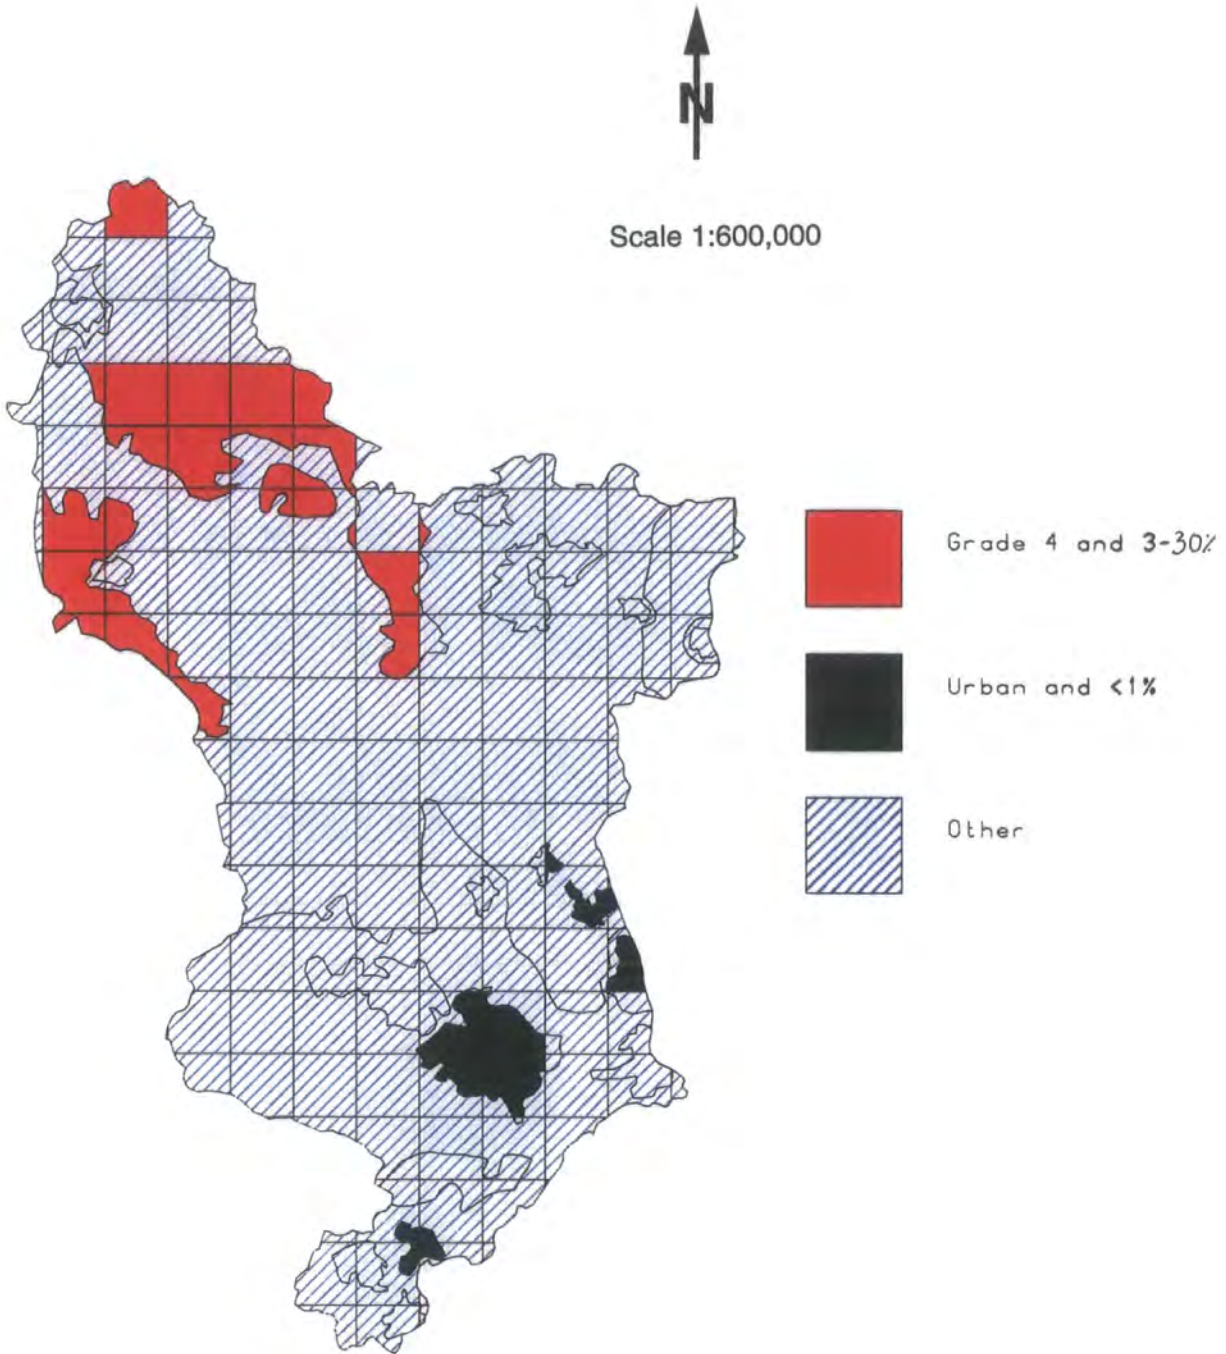 N
Scale 1:600,000
Grade 4 and 3-30%
Urban and <1%
Other